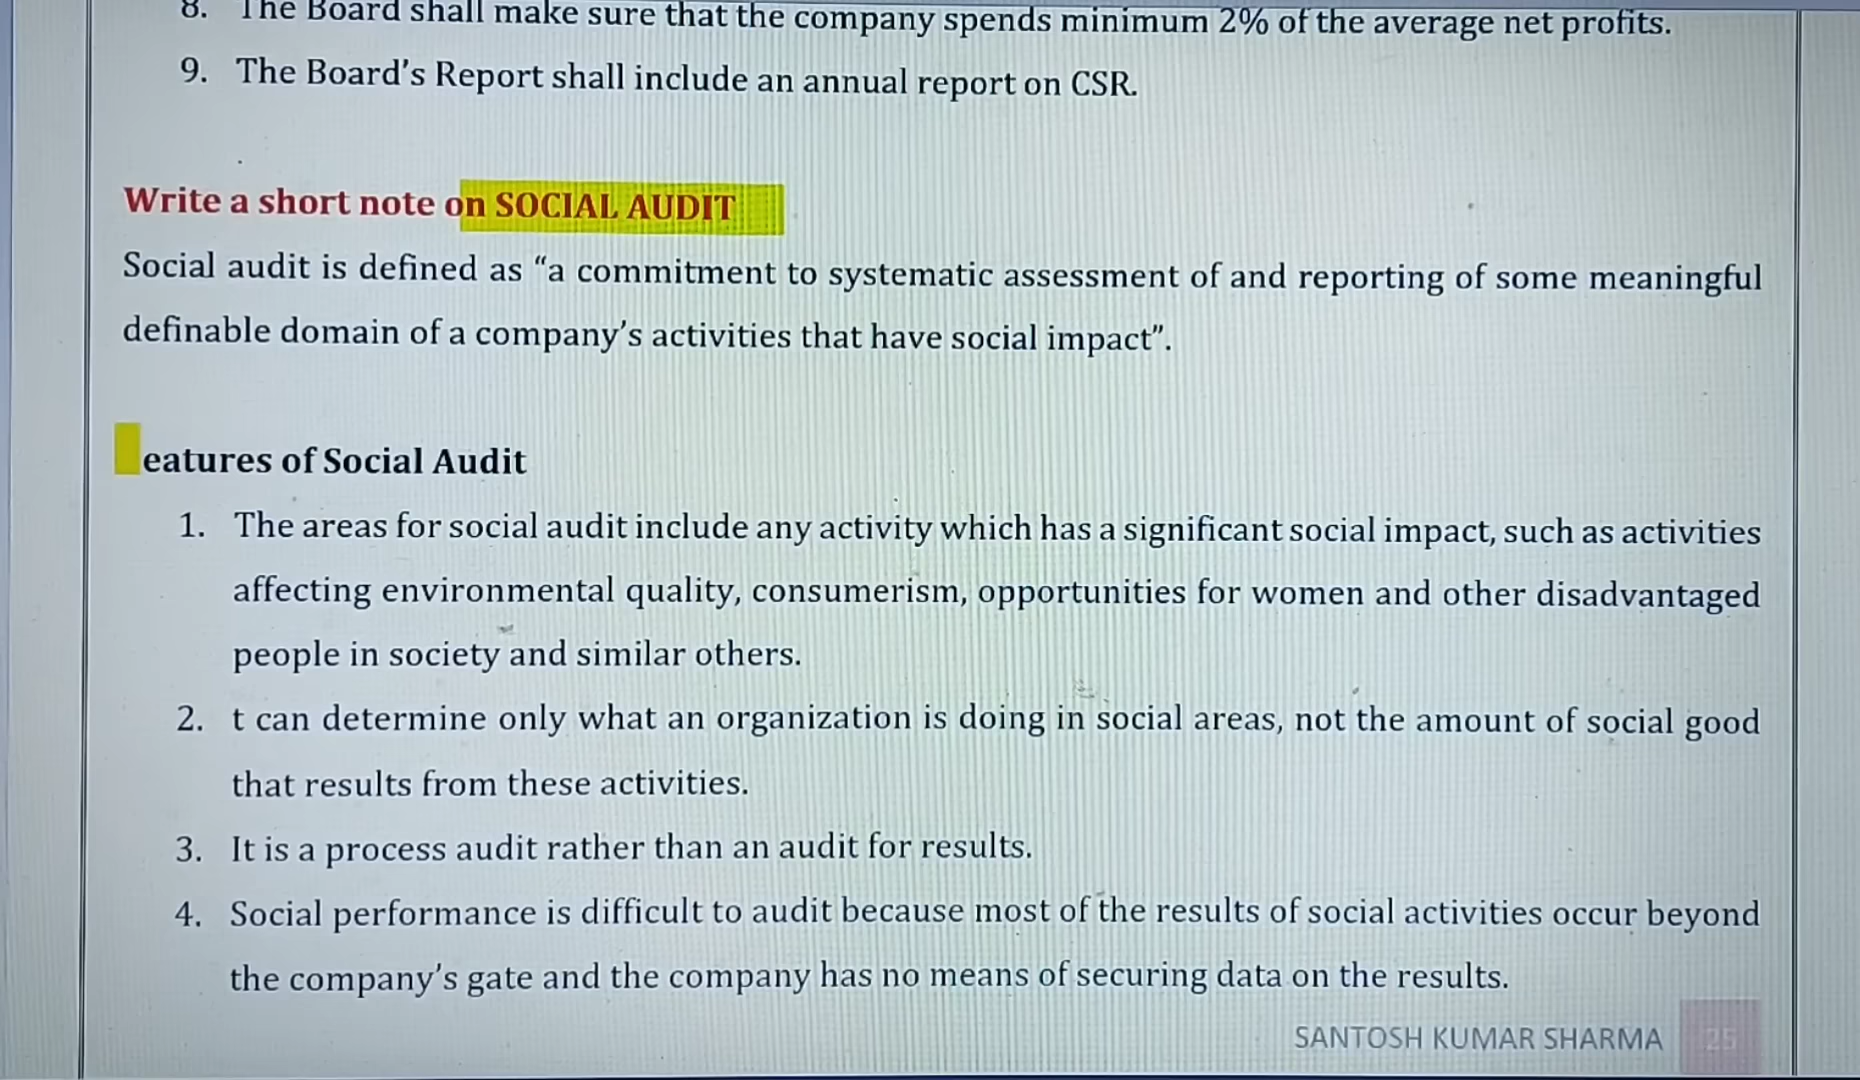 8. The Board shall make sure that the company spends minimum 2% of the average net profits.
9. The Board's Report shall include an annual report on CSR.
Write a short note on SOCIAL AUDIT
Social audit is defined as “a commitment to systematic assessment of and reporting of some meaningful
definable domain of a company's activities that have social impact”.
eatures of Social Audit
1. The areas for social audit include any activity which has a significant social impact, such as activities
affecting environmental quality, consumerism, opportunities for women and other disadvantaged
people in society and similar others.
2. t can determine only what an organization is doing in social areas, not the amount of social good
that results from these activities.
3. It is a process audit rather than an audit for results.
4. Social performance is difficult to audit because most of the results of social activities occur beyond
the company's gate and the company has no means of securing data on the results.
SANTOSH KUMAR SHARMA 25